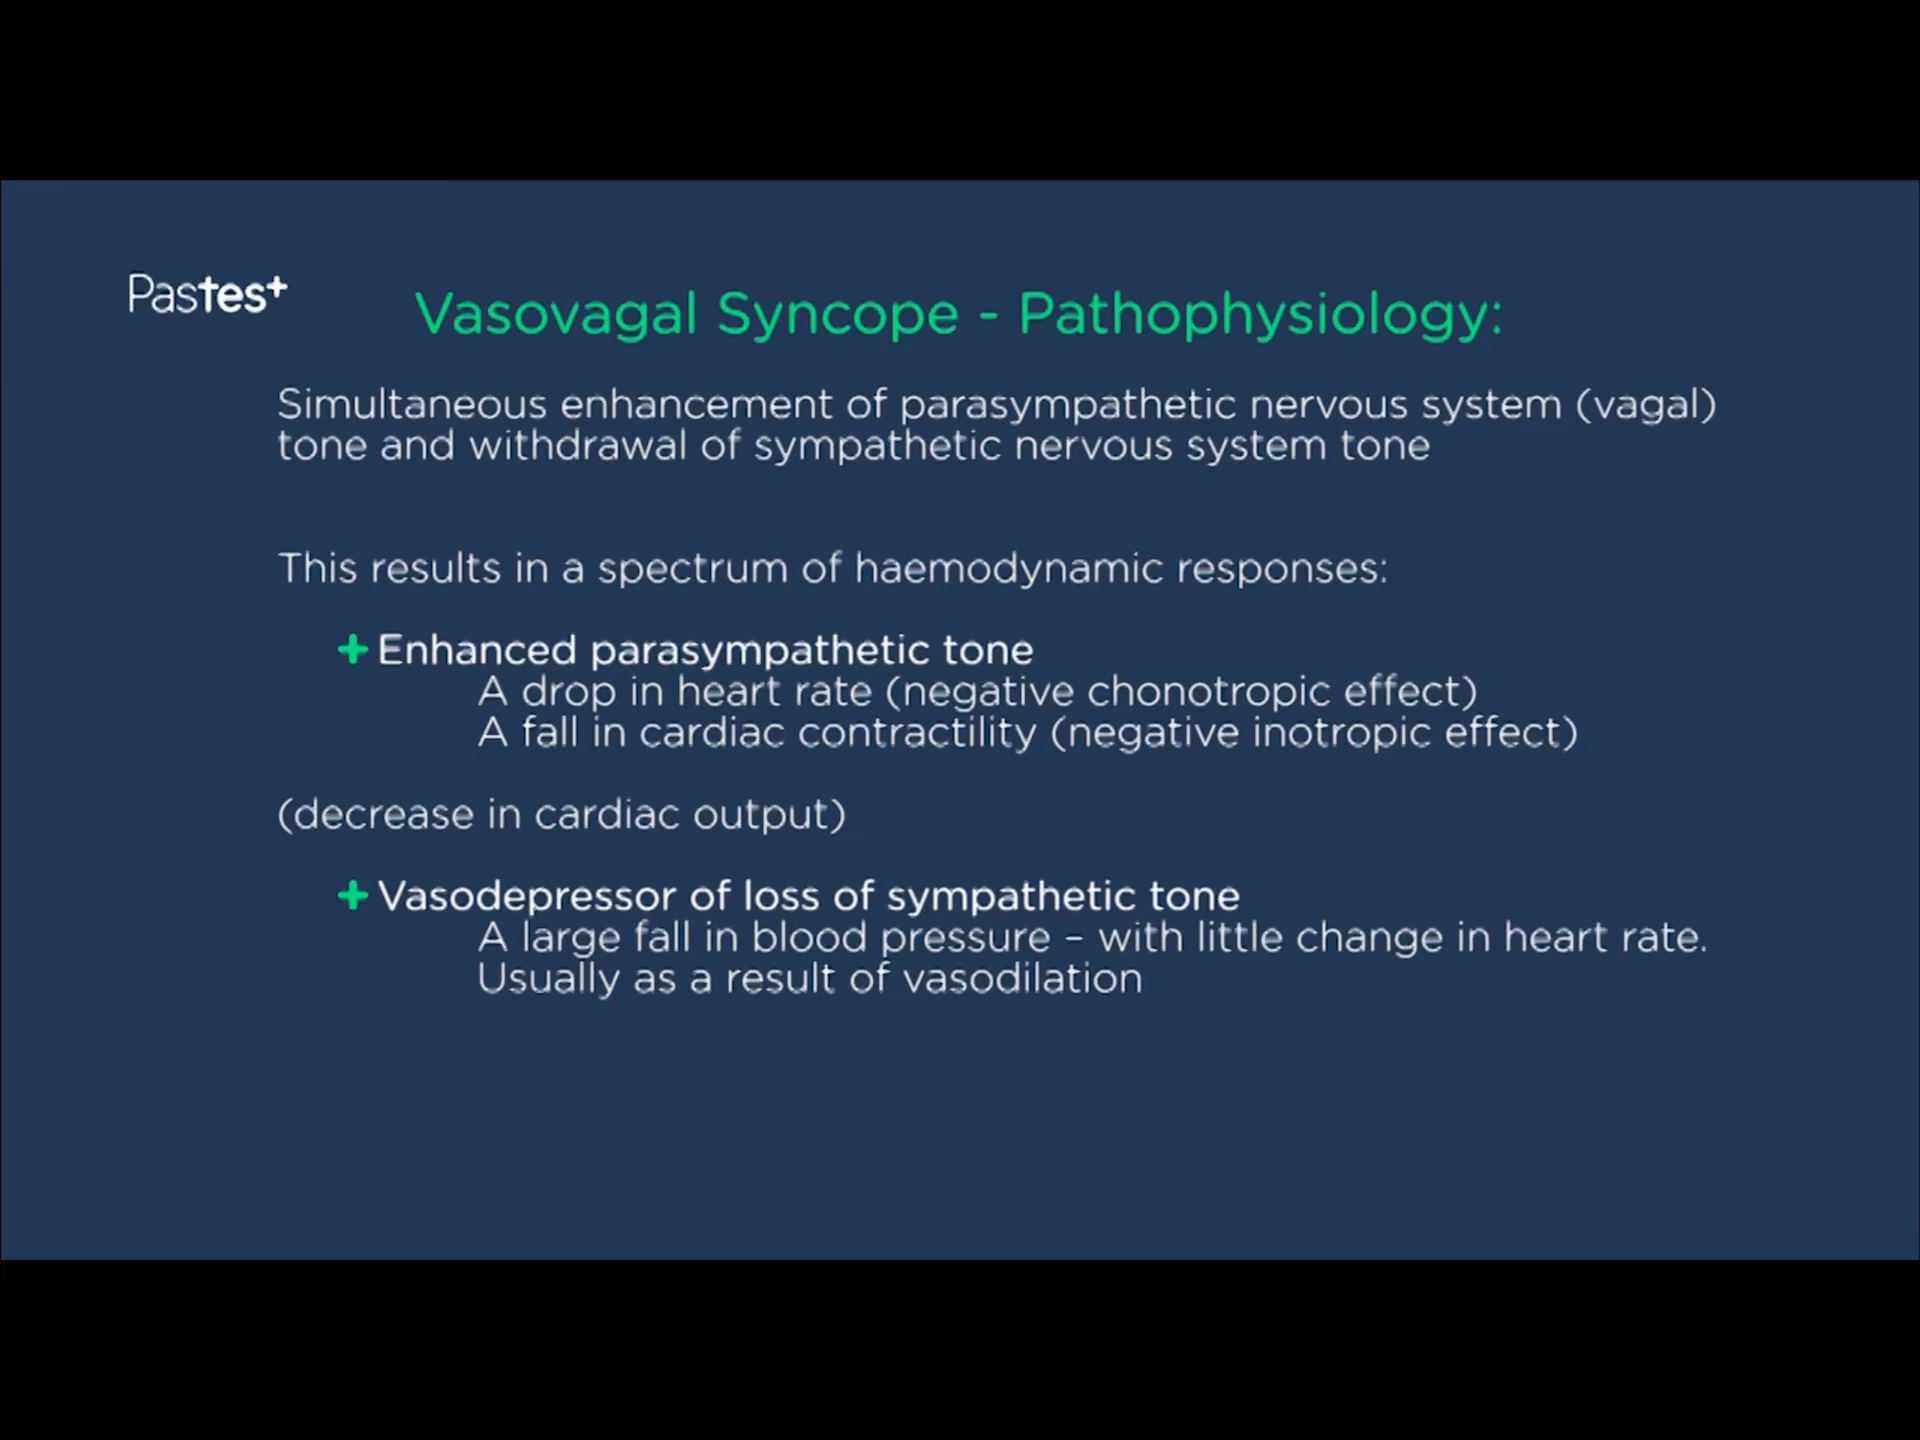 Pastest
Vasovagal Syncope - Pathophysiology:
Simultaneous enhancement of parasympathetic nervous system (vagal)
tone and withdrawal of sympathetic nervous system tone
This results in a spectrum of haemodynamic responses:
+ Enhanced parasympathetic tone
A drop in heart rate (negative chonotropic effect)
A fall in cardiac contractility (negative inotropic effect)
(decrease in cardiac output)
+ Vasodepressor of loss of sympathetic tone
A large fall in blood pressure – with little change in heart rate.
Usually as a result of vasodilation